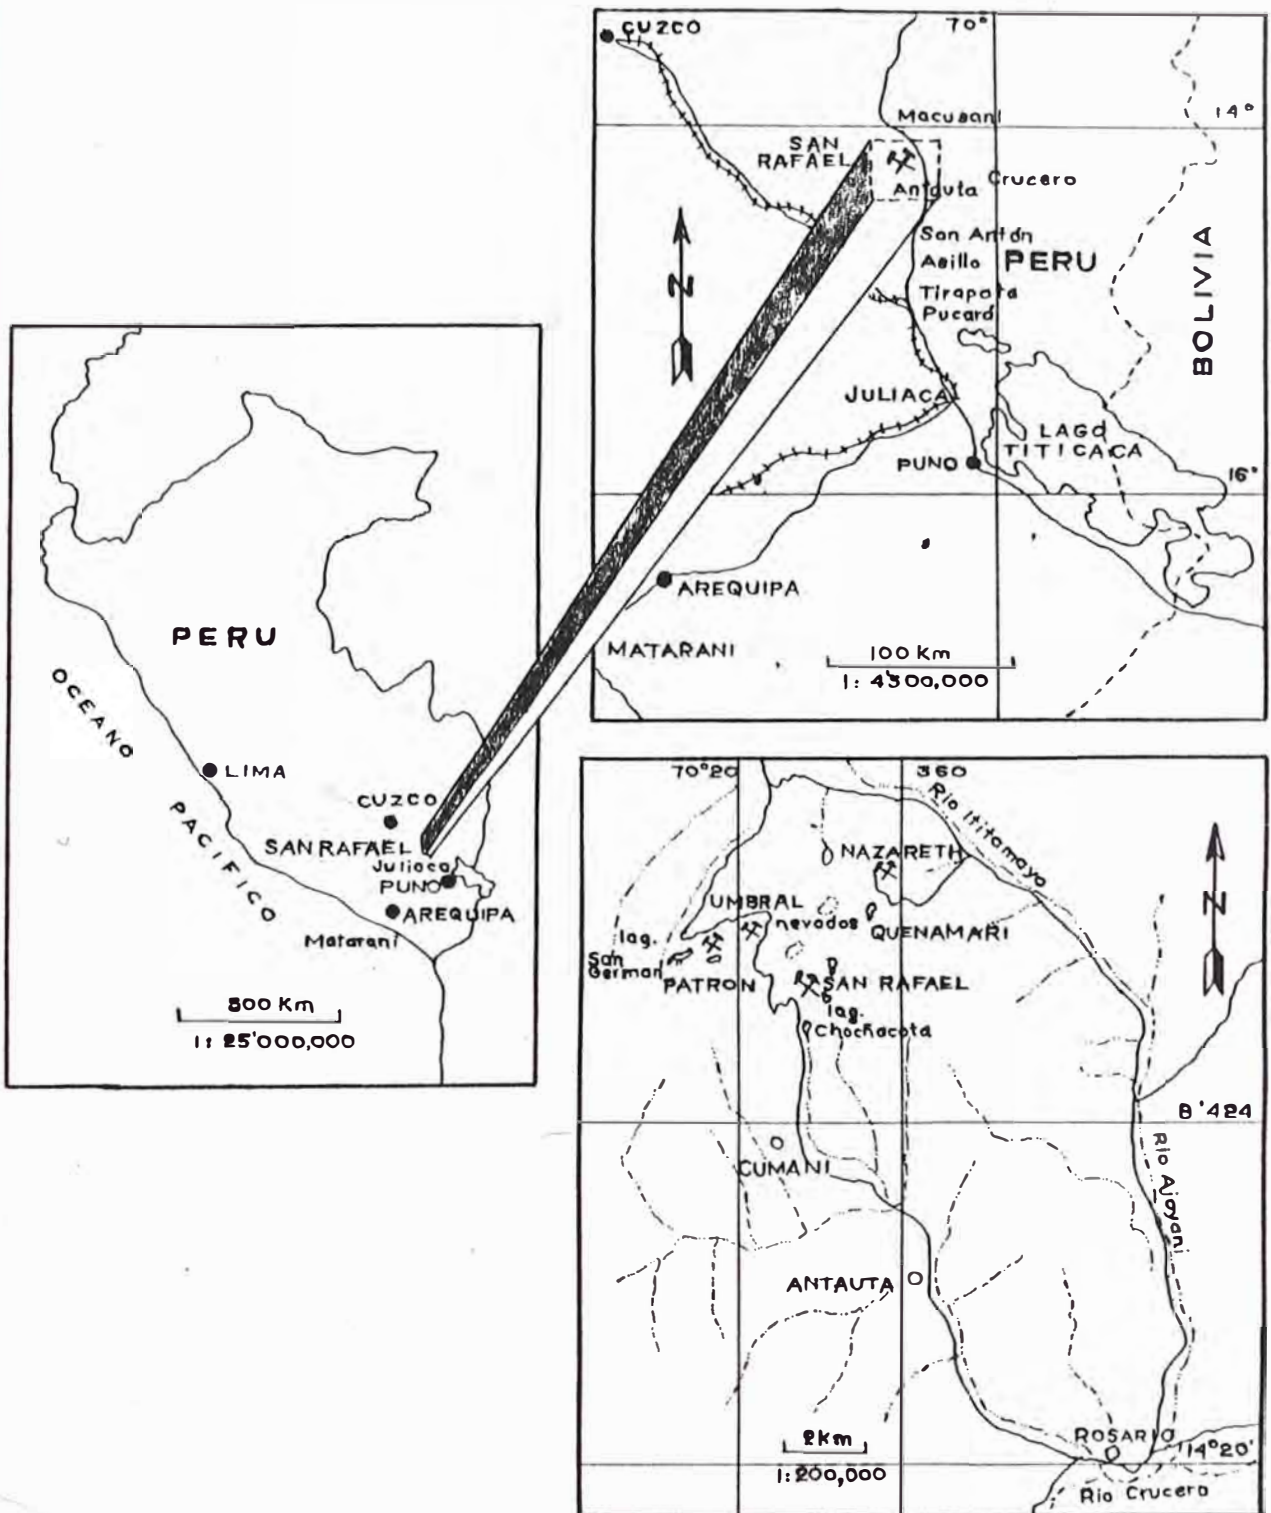 CUZCO
70°
14°
Macusani
SAN
RAFAEL
Antauta
Crucero
San Antón
Asillo
PERU
Tirapata
Pucará
BOLIVIA
N
JULIACA
LAGO
TITICACA
PUNO
16°
AREQUIPA
MATARANI
100 Km
1: 4'300,000
PERU
OCEANO
PACIFICO
LIMA
CUZCO
SAN RAFAEL
Juliaca
PUNO
AREQUIPA
Matarani
500 Km
1: 25'000,000
70°20
360
Rio Ititamayo
NAZARETH
UMBRAL
nevados
QUENAMARI
lag.
San
German
PATRON
SAN RAFAEL
lag.
Chochacota
N
8'424
CUMANI
Rio Ajoyani
ANTAUTA
2km
1:200,000
ROSARIO
14°20'
Rio Crucero